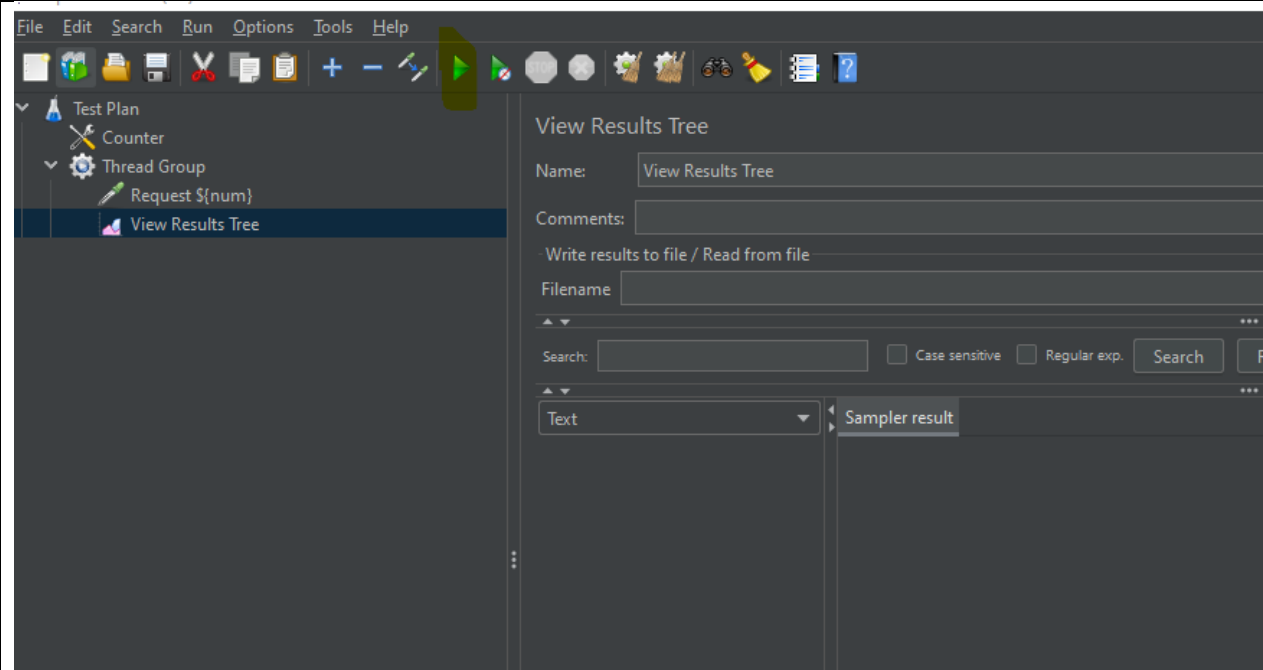 File Edit Search Run Options Tools Help
STOP
Test Plan
Counter
Thread Group
Request ${num}
View Results Tree
View Results Tree
Name: View Results Tree
Comments:
Write results to file / Read from file
Filename
Search: Case sensitive Regular exp. Search
Text Sampler result